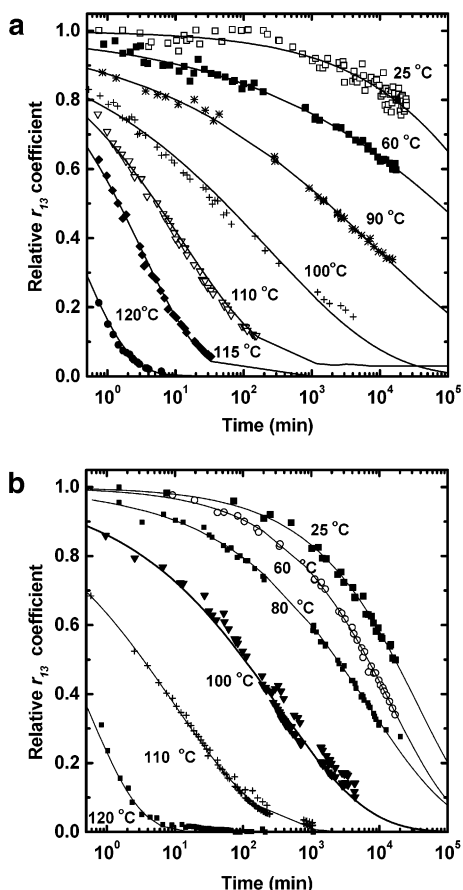 a
Relative r13 coefficient
1.0
0.8
0.6
0.4
0.2
0.0
25 °C
60 °C
90 °C
100°C
110 °C
120°C
115 °C
10^0 10^1 10^2 10^3 10^4 10^5
Time (min)
b
Relative r13 coefficient
1.0
0.8
0.6
0.4
0.2
0.0
25 °C
60 °C
80 °C
100 °C
110 °C
120°C
10^0 10^1 10^2 10^3 10^4 10^5
Time (min)